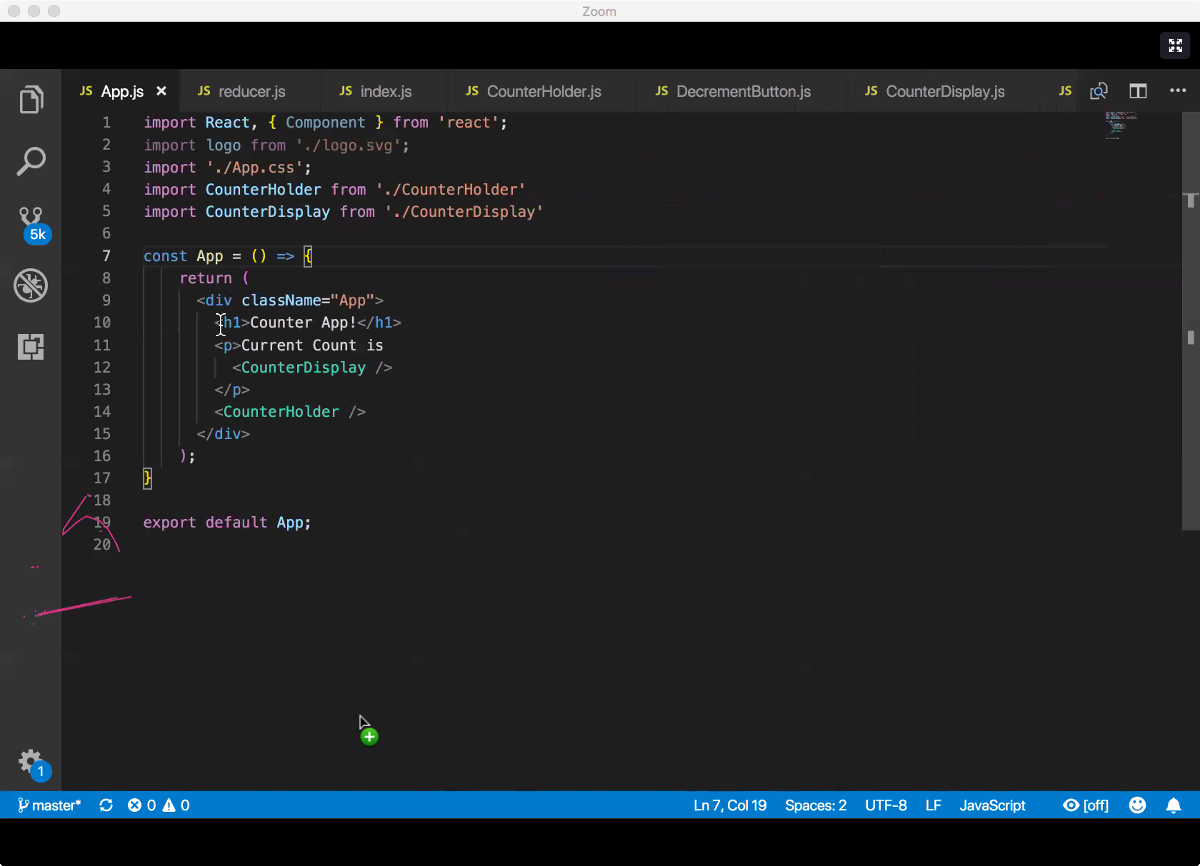 Zoom
JS App.js × JS reducer.js JS index.js JS CounterHolder.js JS DecrementButton.js JS CounterDisplay.js JS
1 import React, { Component } from 'react';
2 import logo from './logo.svg';
3 import './App.css';
4 import CounterHolder from './CounterHolder'
5 import CounterDisplay from './CounterDisplay'
6
7 const App = () => {
8 return (
9 <div className="App">
10 <h1>Counter App!</h1>
11 <p>Current Count is
12 <CounterDisplay />
13 </p>
14 <CounterHolder />
15 </div>
16 );
17 }
18
19 export default App;
20
5k
1
master* 0 0 Ln 7, Col 19 Spaces: 2 UTF-8 LF JavaScript [off]